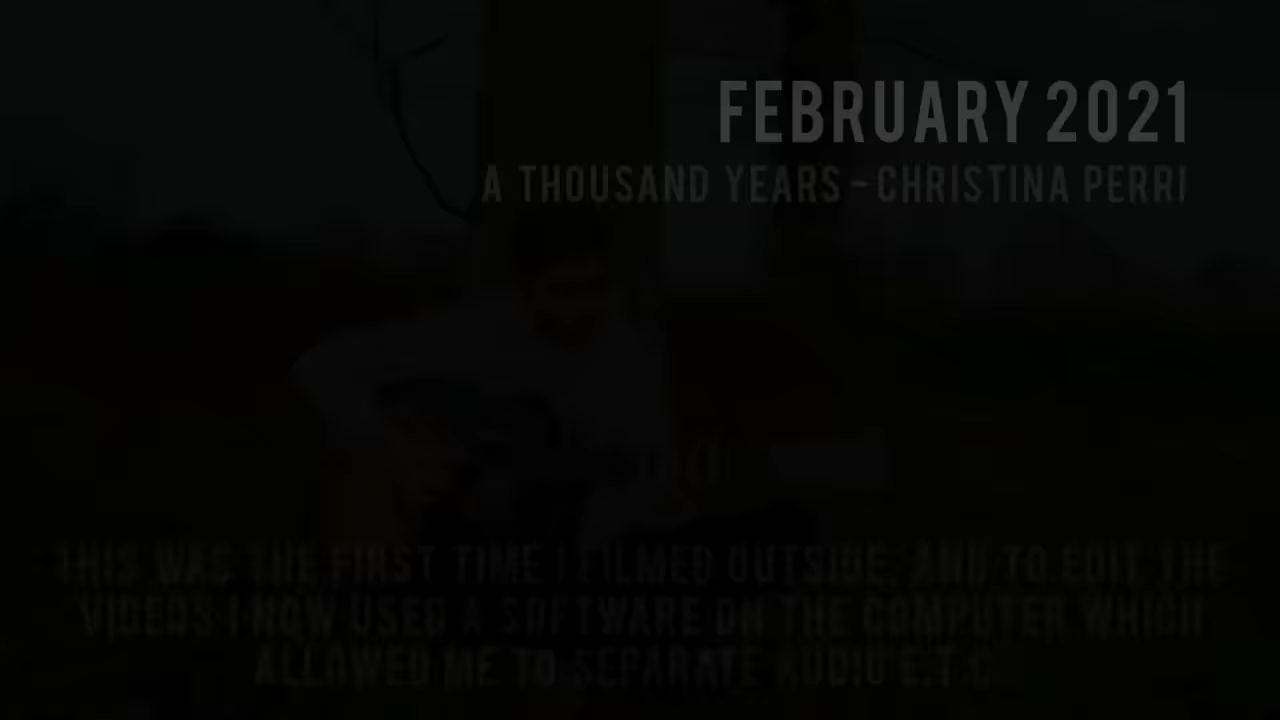 FEBRUARY 2021
A THOUSAND YEARS - CHRISTINA PERRI
THIS WAS THE FIRST TIME I FILMED OUTSIDE, AND TO EDIT THE
VIDEOS I NOW USED A SOFTWARE ON THE COMPUTER WHICH
ALLOWED ME TO SEPARATE AUDIO E.T.C